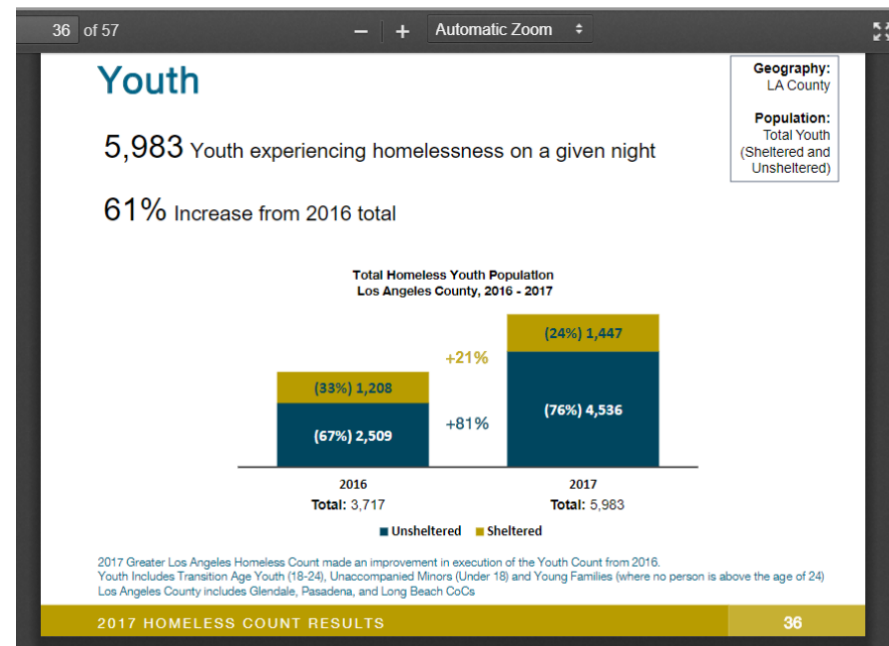 36 of 57
− + Automatic Zoom
Youth
Geography:
LA County
Population:
Total Youth
(Sheltered and
Unsheltered)
5,983 Youth experiencing homelessness on a given night
61% Increase from 2016 total
Total Homeless Youth Population
Los Angeles County, 2016 - 2017
(24%) 1,447
+21%
(33%) 1,208
(76%) 4,536
+81%
(67%) 2,509
2016
Total: 3,717
2017
Total: 5,983
Unsheltered Sheltered
2017 Greater Los Angeles Homeless Count made an improvement in execution of the Youth Count from 2016.
Youth Includes Transition Age Youth (18-24), Unaccompanied Minors (Under 18) and Young Families (where no person is above the age of 24)
Los Angeles County includes Glendale, Pasadena, and Long Beach CoCs
2017 HOMELESS COUNT RESULTS
36